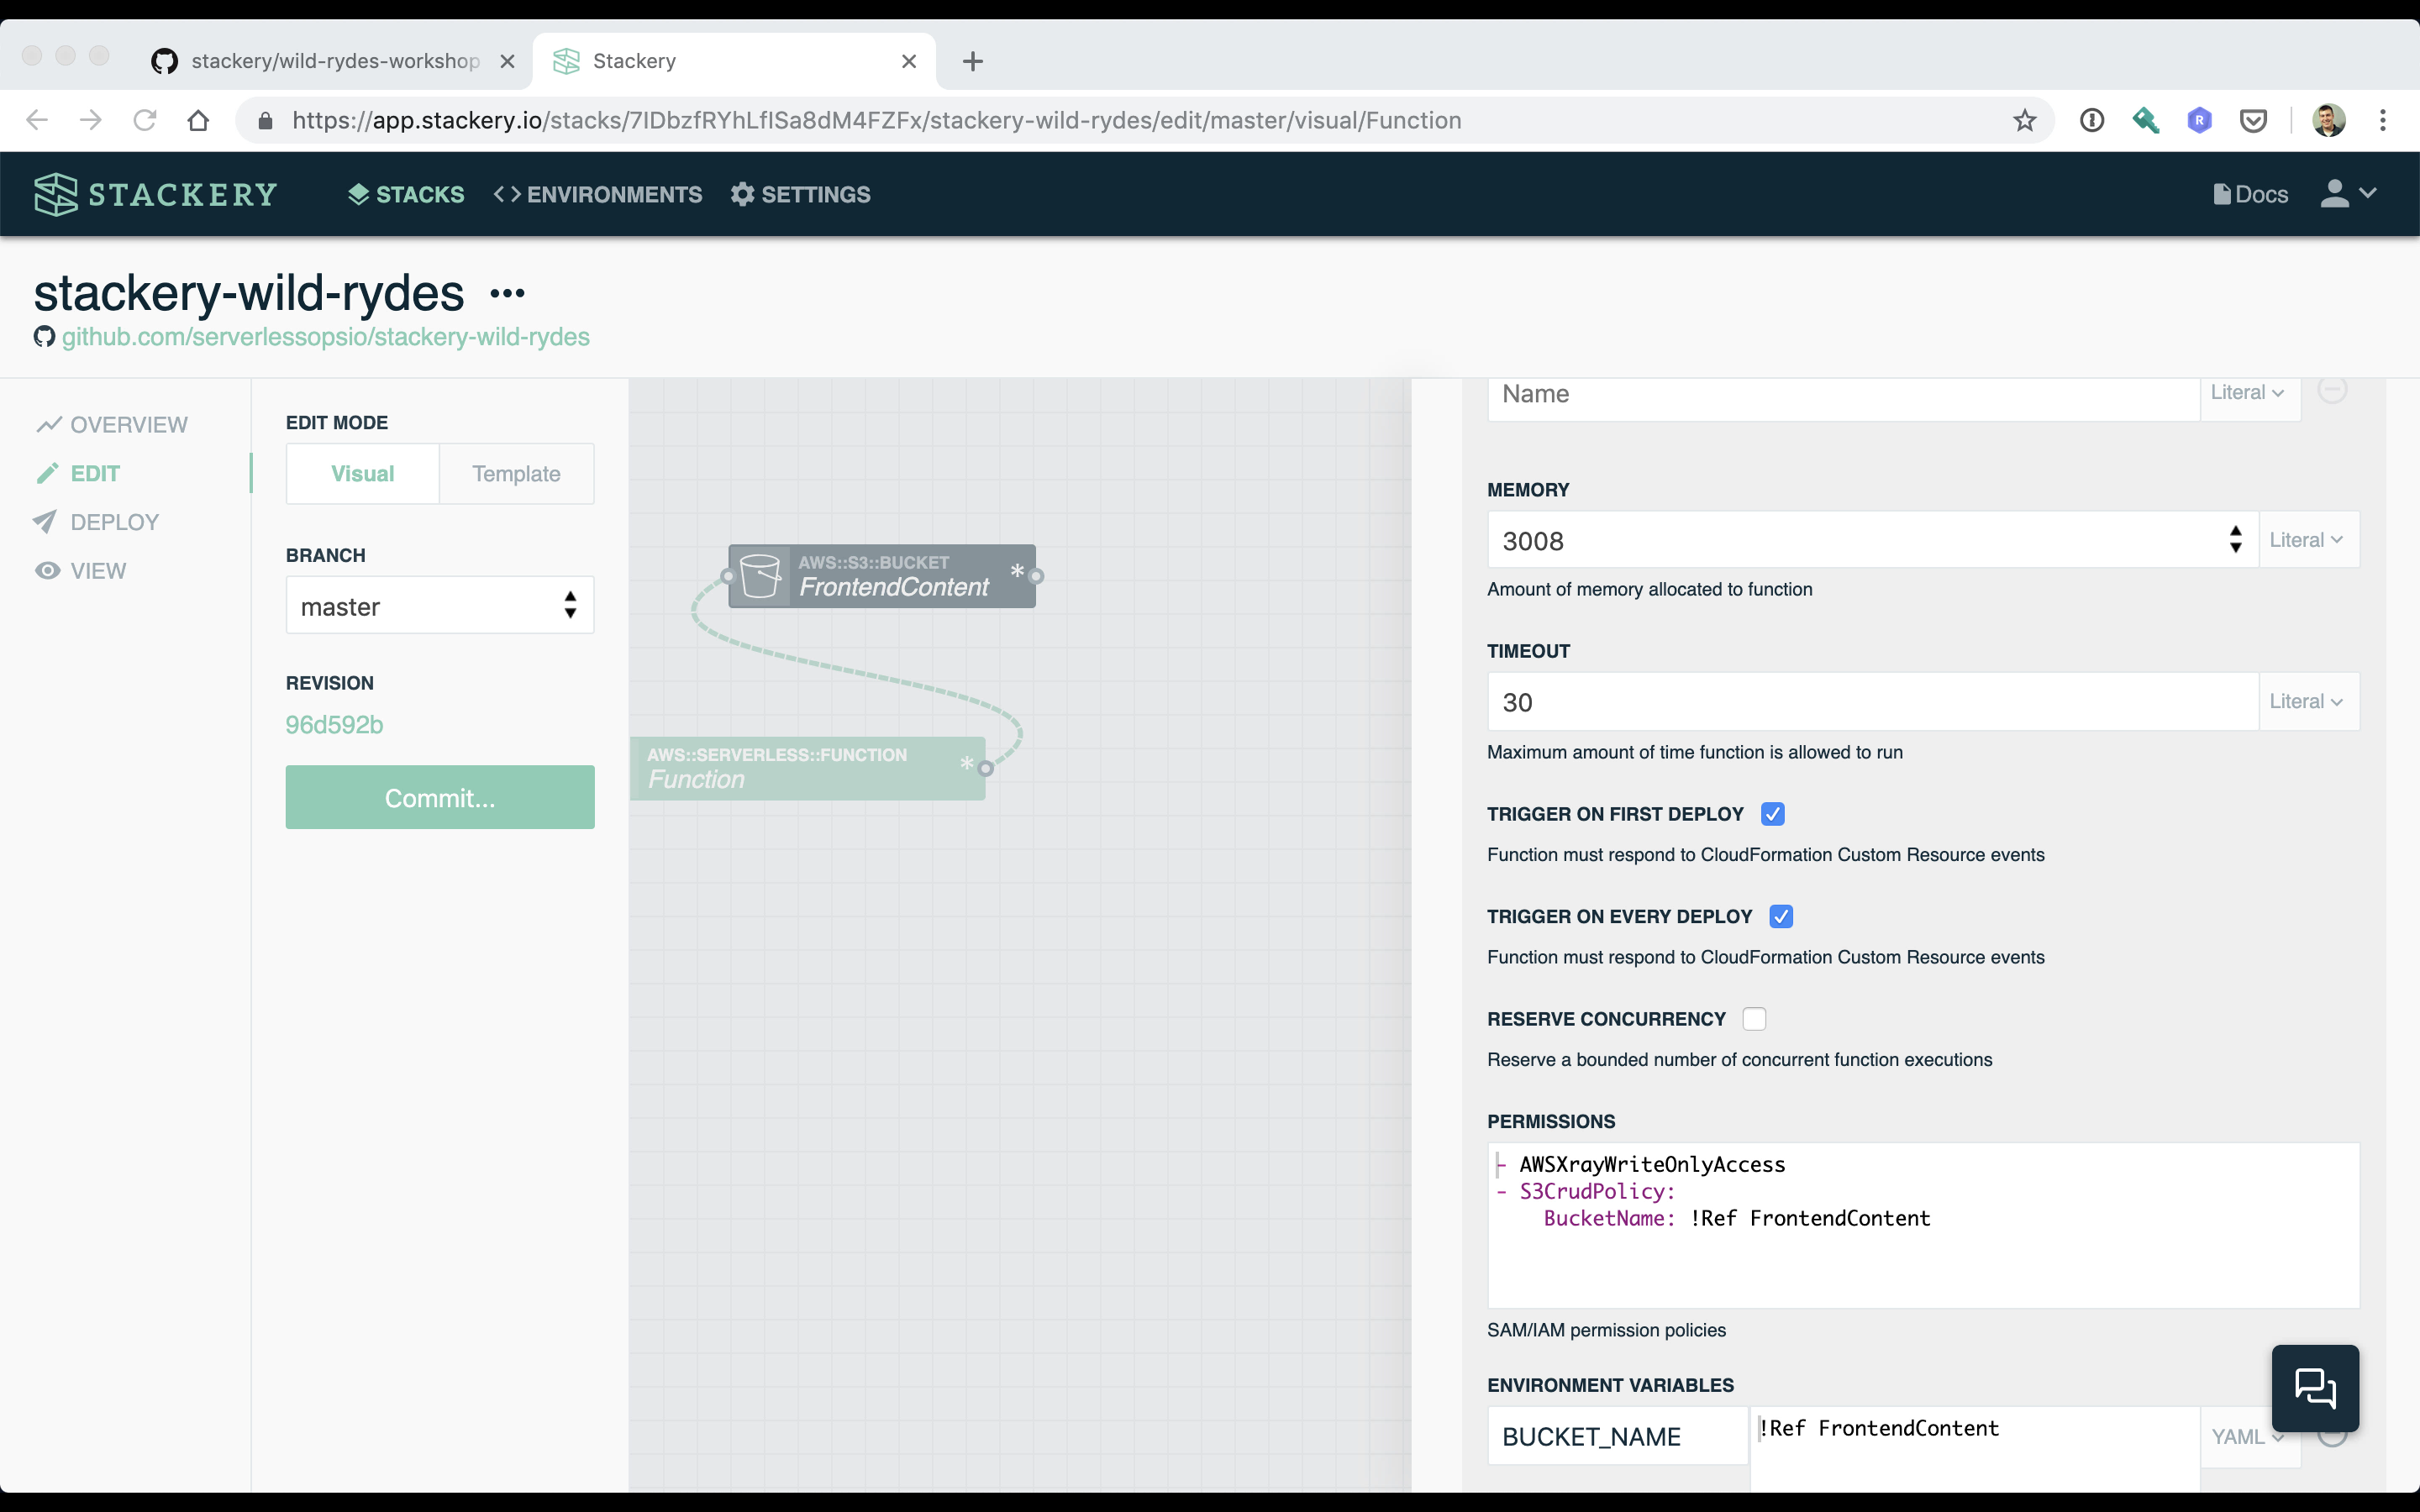 stackery/wild-rydes-workshop
Stackery
https://app.stackery.io/stacks/7IDbzfRYhLfISa8dM4FZFx/stackery-wild-rydes/edit/master/visual/Function
R
STACKERY
STACKS
ENVIRONMENTS
SETTINGS
Docs
stackery-wild-rydes
github.com/serverlessopsio/stackery-wild-rydes
OVERVIEW
EDIT
DEPLOY
VIEW
EDIT MODE
Visual
Template
BRANCH
master
REVISION
96d592b
Commit...
AWS::S3::BUCKET
FrontendContent
*
AWS::SERVERLESS::FUNCTION
Function
*
Name
Literal
MEMORY
3008
Literal
Amount of memory allocated to function
TIMEOUT
30
Literal
Maximum amount of time function is allowed to run
TRIGGER ON FIRST DEPLOY
Function must respond to CloudFormation Custom Resource events
TRIGGER ON EVERY DEPLOY
Function must respond to CloudFormation Custom Resource events
RESERVE CONCURRENCY
Reserve a bounded number of concurrent function executions
PERMISSIONS
- AWSXrayWriteOnlyAccess
- S3CrudPolicy:
BucketName: !Ref FrontendContent
SAM/IAM permission policies
ENVIRONMENT VARIABLES
BUCKET_NAME
!Ref FrontendContent
YAML